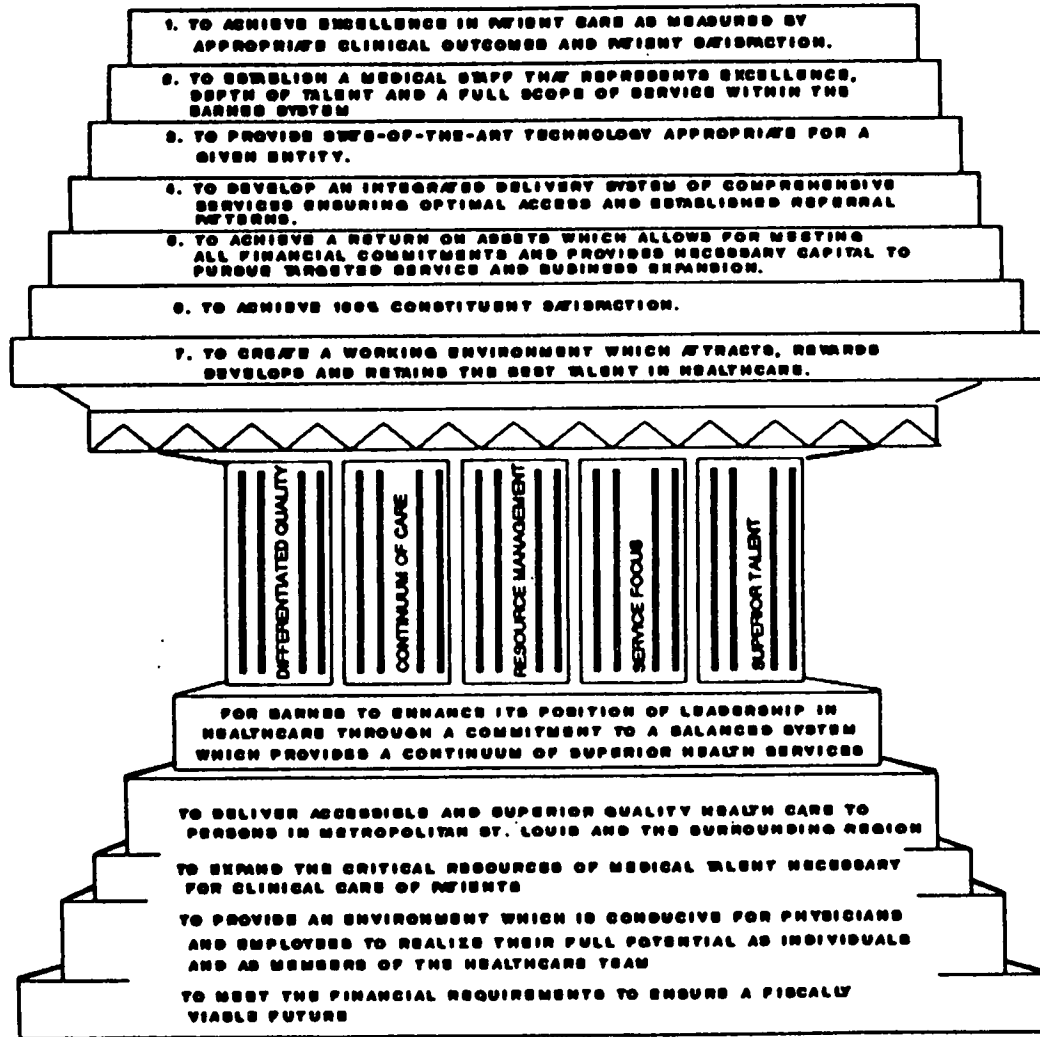 1. TO ACHIEVE EXCELLENCE IN PATIENT CARE AS MEASURED BY
APPROPRIATE CLINICAL OUTCOMES AND PATIENT SATISFACTION.
2. TO ESTABLISH A MEDICAL STAFF THAT REPRESENTS EXCELLENCE,
DEPTH OF TALENT AND A FULL SCOPE OF SERVICE WITHIN THE
BARNES SYSTEM
3. TO PROVIDE STATE-OF-THE-ART TECHNOLOGY APPROPRIATE FOR A
GIVEN ENTITY.
4. TO DEVELOP AN INTEGRATED DELIVERY SYSTEM OF COMPREHENSIVE
SERVICES ENSURING OPTIMAL ACCESS AND ESTABLISHED REFERRAL
PATTERNS.
5. TO ACHIEVE A RETURN ON ASSETS WHICH ALLOWS FOR MEETING
ALL FINANCIAL COMMITMENTS AND PROVIDES NECESSARY CAPITAL TO
PURSUE TARGETED SERVICE AND BUSINESS EXPANSION.
6. TO ACHIEVE 100% CONSTITUENT SATISFACTION.
7. TO CREATE A WORKING ENVIRONMENT WHICH ATTRACTS, REWARDS
DEVELOPS AND RETAINS THE BEST TALENT IN HEALTHCARE.
DIFFERENTIATED QUALITY
CONTINUUM OF CARE
RESOURCE MANAGEMENT
SERVICE FOCUS
SUPERIOR TALENT
FOR BARNES TO ENHANCE ITS POSITION OF LEADERSHIP IN
HEALTHCARE THROUGH A COMMITMENT TO A BALANCED SYSTEM
WHICH PROVIDES A CONTINUUM OF SUPERIOR HEALTH SERVICES
TO DELIVER ACCESSIBLE AND SUPERIOR QUALITY HEALTH CARE TO
PERSONS IN METROPOLITAN ST. LOUIS AND THE SURROUNDING REGION
TO EXPAND THE CRITICAL RESOURCES OF MEDICAL TALENT NECESSARY
FOR CLINICAL CARE OF PATIENTS
TO PROVIDE AN ENVIRONMENT WHICH IS CONDUCIVE FOR PHYSICIANS
AND EMPLOYEES TO REALIZE THEIR FULL POTENTIAL AS INDIVIDUALS
AND AS MEMBERS OF THE HEALTHCARE TEAM
TO MEET THE FINANCIAL REQUIREMENTS TO ENSURE A FISCALLY
VIABLE FUTURE